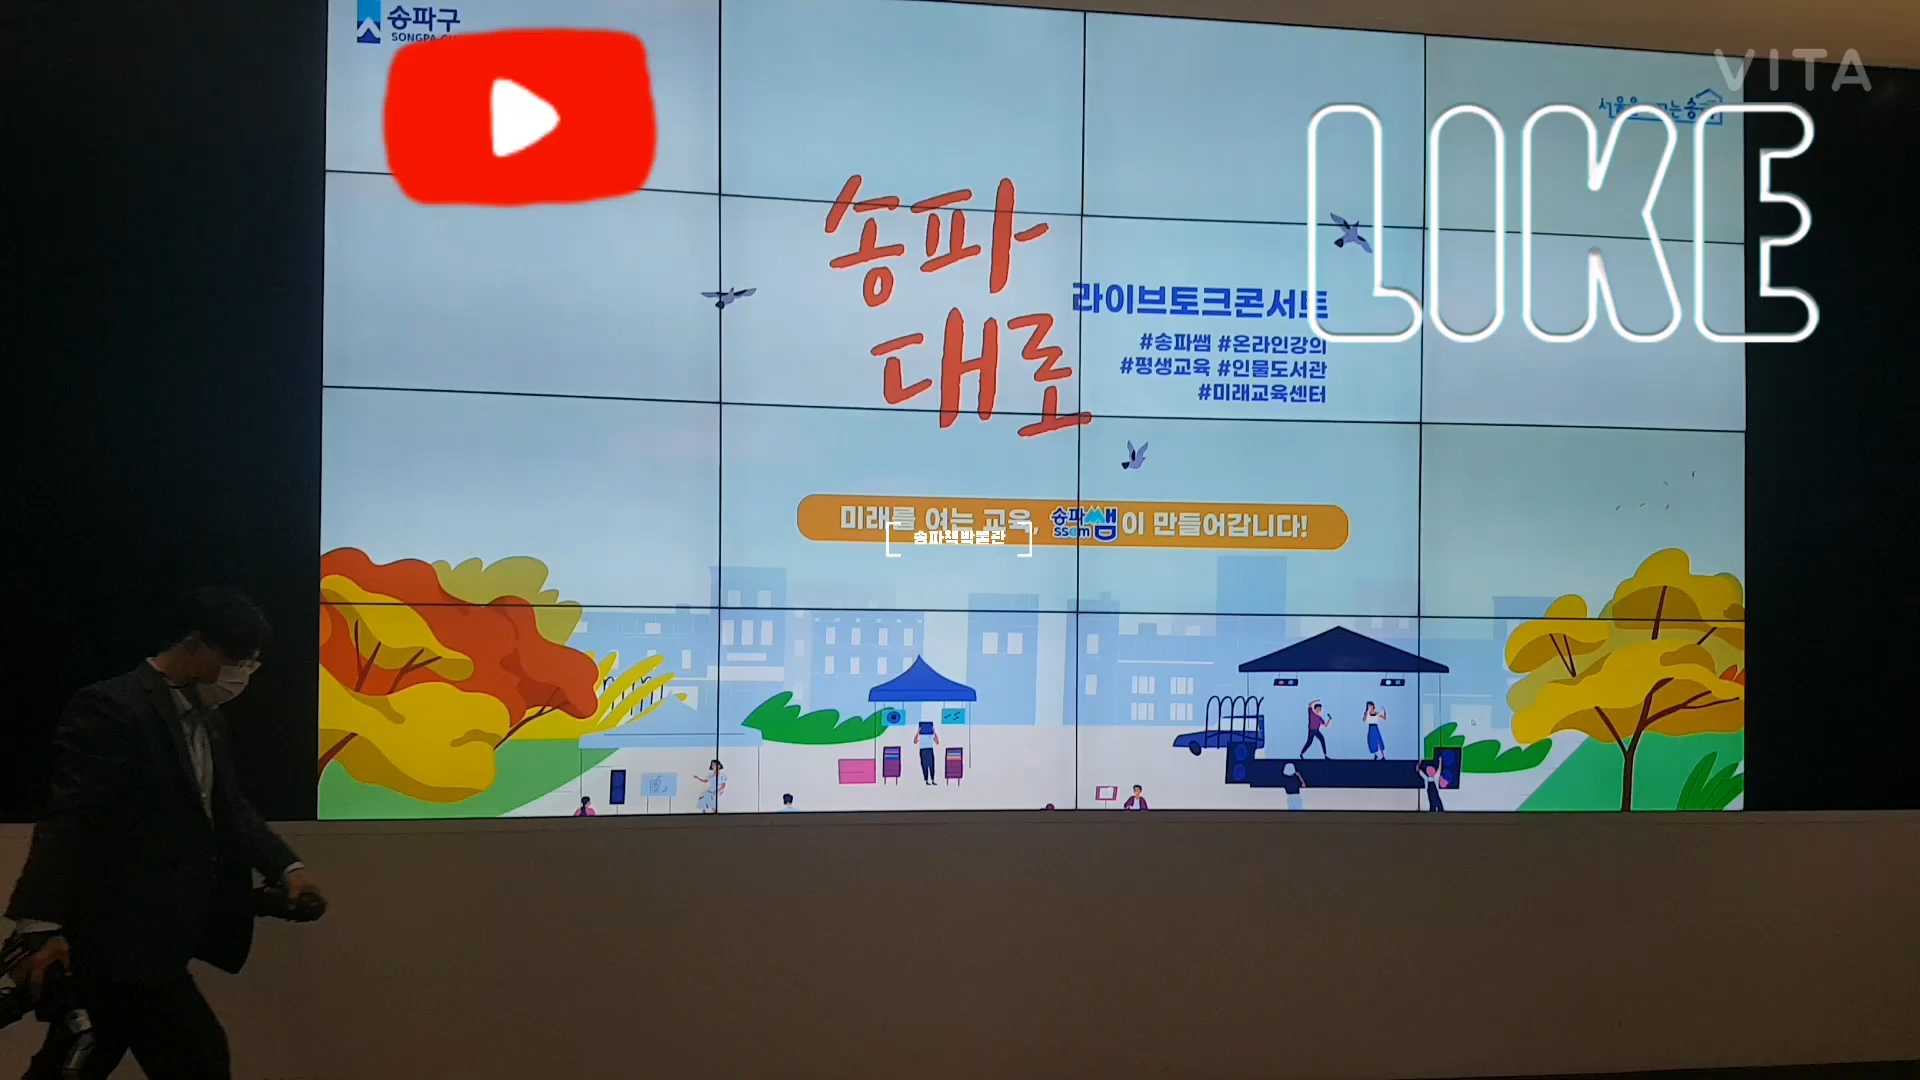 송파구
VITA
LIKE
송파
대로
라이브토크콘서트
#송파쌤 #온라인강의
#평생교육 #인물도서관
#미래교육센터
미래를 여는 교육, 송파쌤 ssem 이 만들어갑니다!
송파책박물관